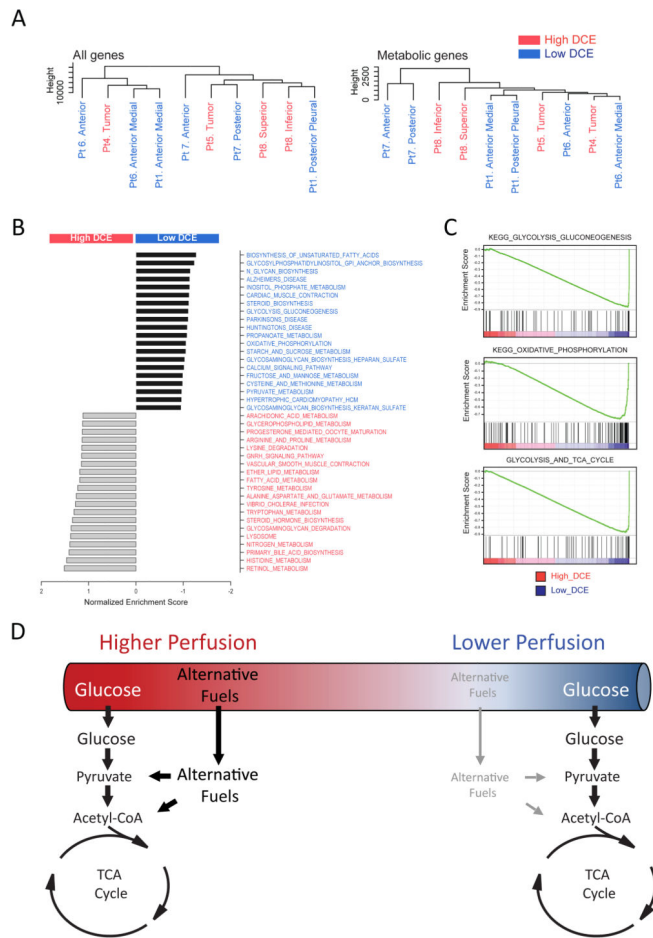 A
High DCE
Low DCE
All genes
Height
10000
Pt 6. Anterior
Pt4. Tumor
Pt6. Anterior Medial
Pt1. Anterior Medial
Pt 7. Anterior
Pt5. Tumor
Pt7. Posterior
Pt8. Superior
Pt8. Inferior
Pt1. Posterior Pleural
Metabolic genes
Height
0 2500
Pt7. Anterior
Pt7. Posterior
Pt8. Inferior
Pt8. Superior
Pt1. Anterior Medial
Pt1. Posterior Pleural
Pt5. Tumor
Pt6. Anterior
Pt4. Tumor
Pt6. Anterior Medial
B
High DCE Low DCE
BIOSYNTHESIS_OF_UNSATURATED_FATTY_ACIDS
GLYCOSYLPHOSPHATIDYLINOSITOL_GPI_ANCHOR_BIOSYNTHESIS
N_GLYCAN_BIOSYNTHESIS
ALZHEIMERS_DISEASE
INOSITOL_PHOSPHATE_METABOLISM
CARDIAC_MUSCLE_CONTRACTION
STEROID_BIOSYNTHESIS
GLYCOLYSIS_GLUCONEOGENESIS
PARKINSONS_DISEASE
HUNTINGTONS_DISEASE
PROPANOATE_METABOLISM
OXIDATIVE_PHOSPHORYLATION
STARCH_AND_SUCROSE_METABOLISM
GLYCOSAMINOGLYCAN_BIOSYNTHESIS_HEPARAN_SULFATE
CALCIUM_SIGNALING_PATHWAY
FRUCTOSE_AND_MANNOSE_METABOLISM
CYSTEINE_AND_METHIONINE_METABOLISM
PYRUVATE_METABOLISM
HYPERTROPHIC_CARDIOMYOPATHY_HCM
GLYCOSAMINOGLYCAN_BIOSYNTHESIS_KERATAN_SULFATE
ARACHIDONIC_ACID_METABOLISM
GLYCEROPHOSPHOLIPID_METABOLISM
PROGESTERONE_MEDIATED_OOCYTE_MATURATION
ARGININE_AND_PROLINE_METABOLISM
LYSINE_DEGRADATION
GNRH_SIGNALING_PATHWAY
VASCULAR_SMOOTH_MUSCLE_CONTRACTION
ETHER_LIPID_METABOLISM
FATTY_ACID_METABOLISM
TYROSINE_METABOLISM
ALANINE_ASPARTATE_AND_GLUTAMATE_METABOLISM
VIBRIO_CHOLERAE_INFECTION
TRYPTOPHAN_METABOLISM
STEROID_HORMONE_BIOSYNTHESIS
GLYCOSAMINOGLYCAN_DEGRADATION
LYSOSOME
NITROGEN_METABOLISM
PRIMARY_BILE_ACID_BIOSYNTHESIS
HISTIDINE_METABOLISM
RETINOL_METABOLISM
2 1 0 -1 -2
Normalized Enrichment Score
C
KEGG_GLYCOLYSIS_GLUCONEOGENESIS
Enrichment Score
KEGG_OXIDATIVE_PHOSPHORYLATION
Enrichment Score
GLYCOLYSIS_AND_TCA_CYCLE
Enrichment Score
High_DCE
Low_DCE
D
Higher Perfusion
Lower Perfusion
Glucose
Alternative
Fuels
Alternative
Fuels
Glucose
Glucose
Pyruvate
Acetyl-CoA
Alternative
Fuels
TCA
Cycle
Alternative
Fuels
Glucose
Pyruvate
Acetyl-CoA
TCA
Cycle